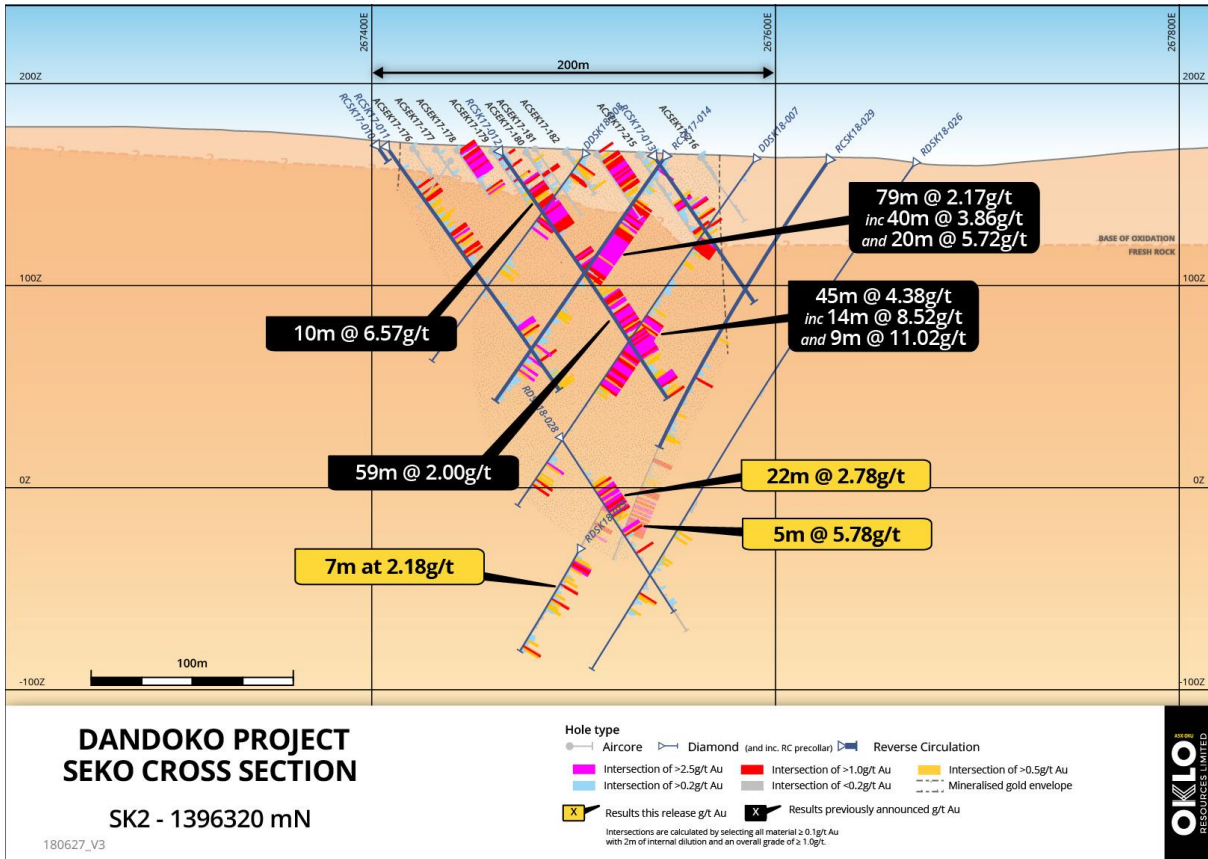 267400E
267600E
267800E
200m
200Z
200Z
RCSK17-010
RCSK17-011
ACSEK17-176
ACSEK17-177
ACSEK17-178
ACSEK17-179
RCSK17-012
ACSEK17-180
ACSEK17-181
ACSEK17-182
ACSEK17-215
RCSK17-013
RCSK17-014
DDSK18-007
RCSK18-029
RDSK18-026
79m @ 2.17g/t
inc 40m @ 3.86g/t
and 20m @ 5.72g/t
BASE OF OXIDATION
FRESH ROCK
100Z
100Z
45m @ 4.38g/t
inc 14m @ 8.52g/t
and 9m @ 11.02g/t
10m @ 6.57g/t
RDSK18-028
59m @ 2.00g/t
22m @ 2.78g/t
0Z
0Z
5m @ 5.78g/t
7m at 2.18g/t
100m
-100Z
-100Z
DANDOKO PROJECT
SEKO CROSS SECTION
SK2 - 1396320 mN
180627_V3
Hole type
Aircore Diamond (and inc. RC precollar) Reverse Circulation
Intersection of >2.5g/t Au Intersection of >1.0g/t Au Intersection of >0.5g/t Au
Intersection of >0.2g/t Au Intersection of <0.2g/t Au Mineralised gold envelope
X Results this release g/t Au X Results previously announced g/t Au
Intersections are calculated by selecting all material ≥ 0.1g/t Au
with 2m of internal dilution and an overall grade of ≥ 1.0g/t.
ASX:OKU
OKLO
RESOURCES LIMITED